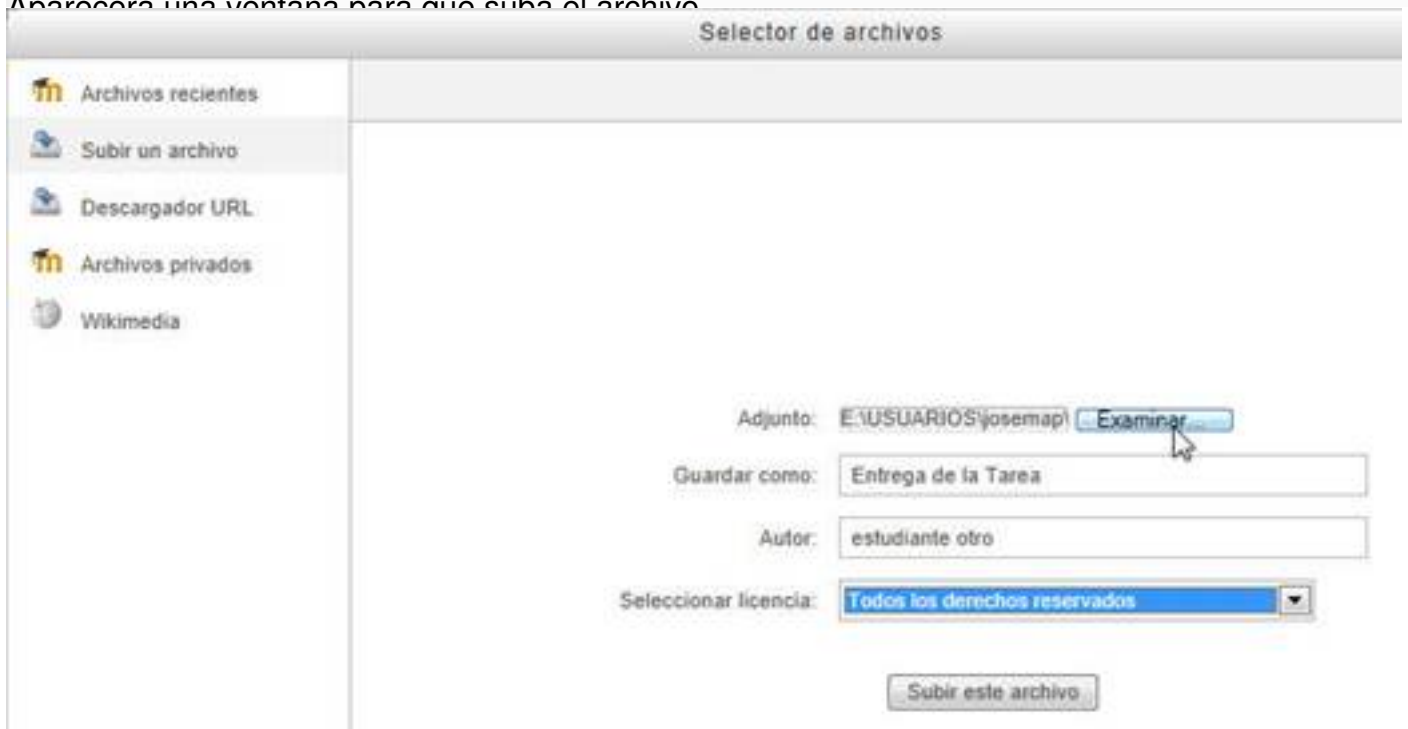 Aparecerá una ventana para que suba el archivo
Selector de archivos
Archivos recientes
Subir un archivo
Descargador URL
Archivos privados
Wikimedia
Adjunto: E:\USUARIOS\josemap\ Examinar...
Guardar como: Entrega de la Tarea
Autor: estudiante otro
Seleccionar licencia: Todos los derechos reservados
Subir este archivo